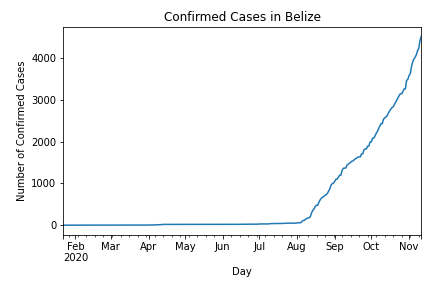 Confirmed Cases in Belize
Number of Confirmed Cases
4000
3000
2000
1000
0
Feb Mar Apr May Jun Jul Aug Sep Oct Nov
2020
Day